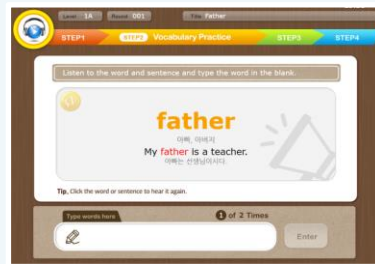 Level : 1A Round : 001 Title Father
STEP1 STEP2 Vocabulary Practice STEP3 STEP4
Listen to the word and sentence and type the word in the blank.
father
아빠, 아버지
My father is a teacher.
아빠는 선생님이시다.
Tip, Click the word or sentence to hear it again.
Type words here 1 of 2 Times
Enter